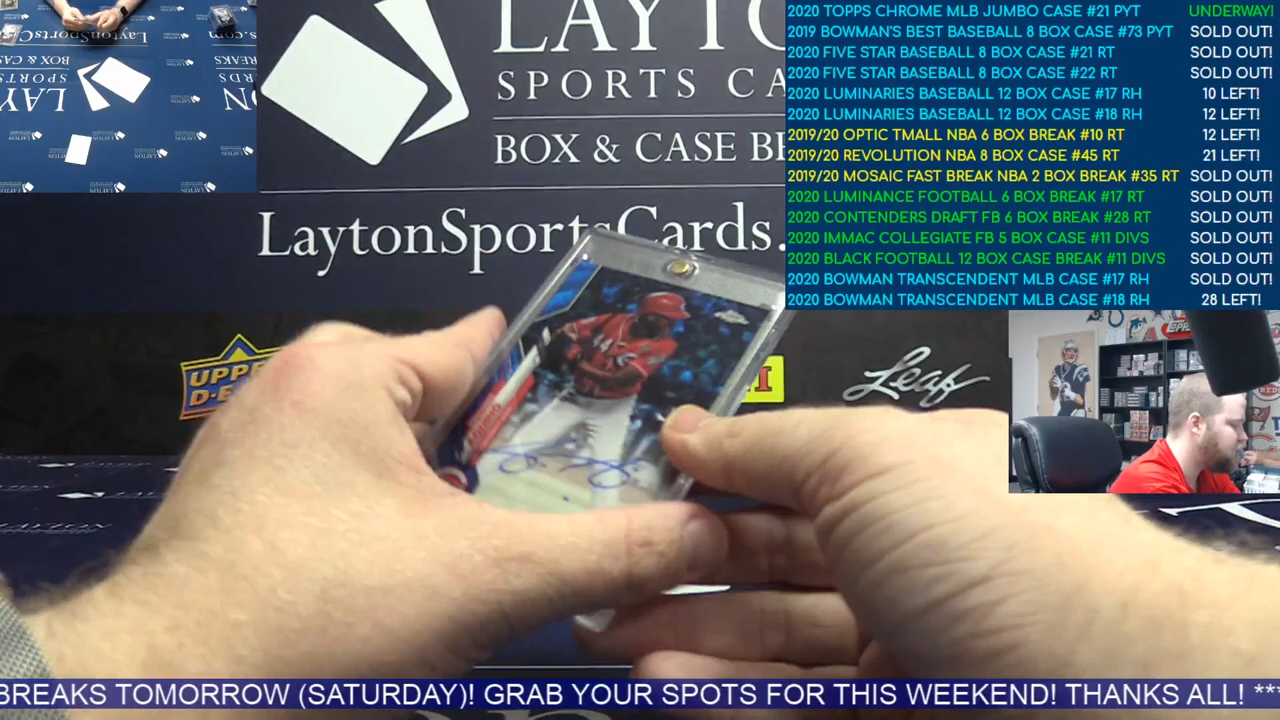 LAYTO
SPORTS CA
BOX & CASE BE
LaytonSportsCards.
2020 TOPPS CHROME MLB JUMBO CASE #21 PYT UNDERWAY!
2019 BOWMAN'S BEST BASEBALL 8 BOX CASE #73 PYT SOLD OUT!
2020 FIVE STAR BASEBALL 8 BOX CASE #21 RT SOLD OUT!
2020 FIVE STAR BASEBALL 8 BOX CASE #22 RT SOLD OUT!
2020 LUMINARIES BASEBALL 12 BOX CASE #17 RH 10 LEFT!
2020 LUMINARIES BASEBALL 12 BOX CASE #18 RH 12 LEFT!
2019/20 OPTIC TMALL NBA 6 BOX BREAK #10 RT 12 LEFT!
2019/20 REVOLUTION NBA 8 BOX CASE #45 RT 21 LEFT!
2019/20 MOSAIC FAST BREAK NBA 2 BOX BREAK #35 RT SOLD OUT!
2020 LUMINANCE FOOTBALL 6 BOX BREAK #17 RT SOLD OUT!
2020 CONTENDERS DRAFT FB 6 BOX BREAK #28 RT SOLD OUT!
2020 IMMAC COLLEGIATE FB 5 BOX CASE #11 DIVS SOLD OUT!
2020 BLACK FOOTBALL 12 BOX CASE BREAK #11 DIVS SOLD OUT!
2020 BOWMAN TRANSCENDENT MLB CASE #17 RH SOLD OUT!
2020 BOWMAN TRANSCENDENT MLB CASE #18 RH 28 LEFT!
UPPE
D-E
Leaf
44
BREAKS TOMORROW (SATURDAY)! GRAB YOUR SPOTS FOR THIS WEEKEND! THANKS ALL! ***